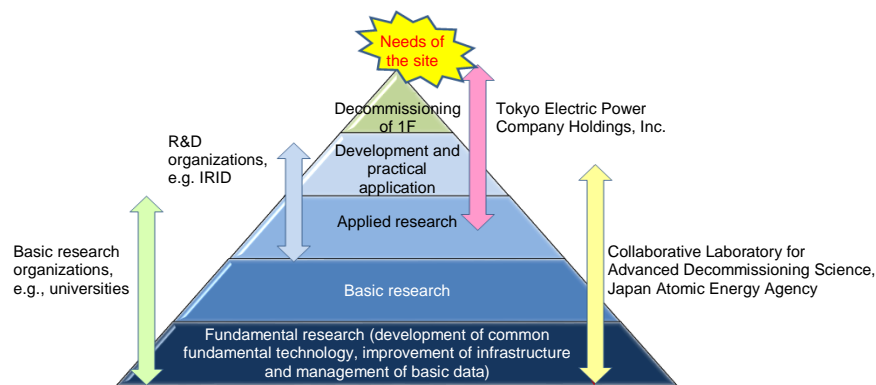 Needs of
the site
Decommissioning
of 1F
Tokyo Electric Power
Company Holdings, Inc.
R&D
organizations,
e.g. IRID
Development and
practical
application
Applied research
Basic research
organizations,
e.g., universities
Collaborative Laboratory for
Advanced Decommissioning Science,
Japan Atomic Energy Agency
Basic research
Fundamental research (development of common
fundamental technology, improvement of infrastructure
and management of basic data)